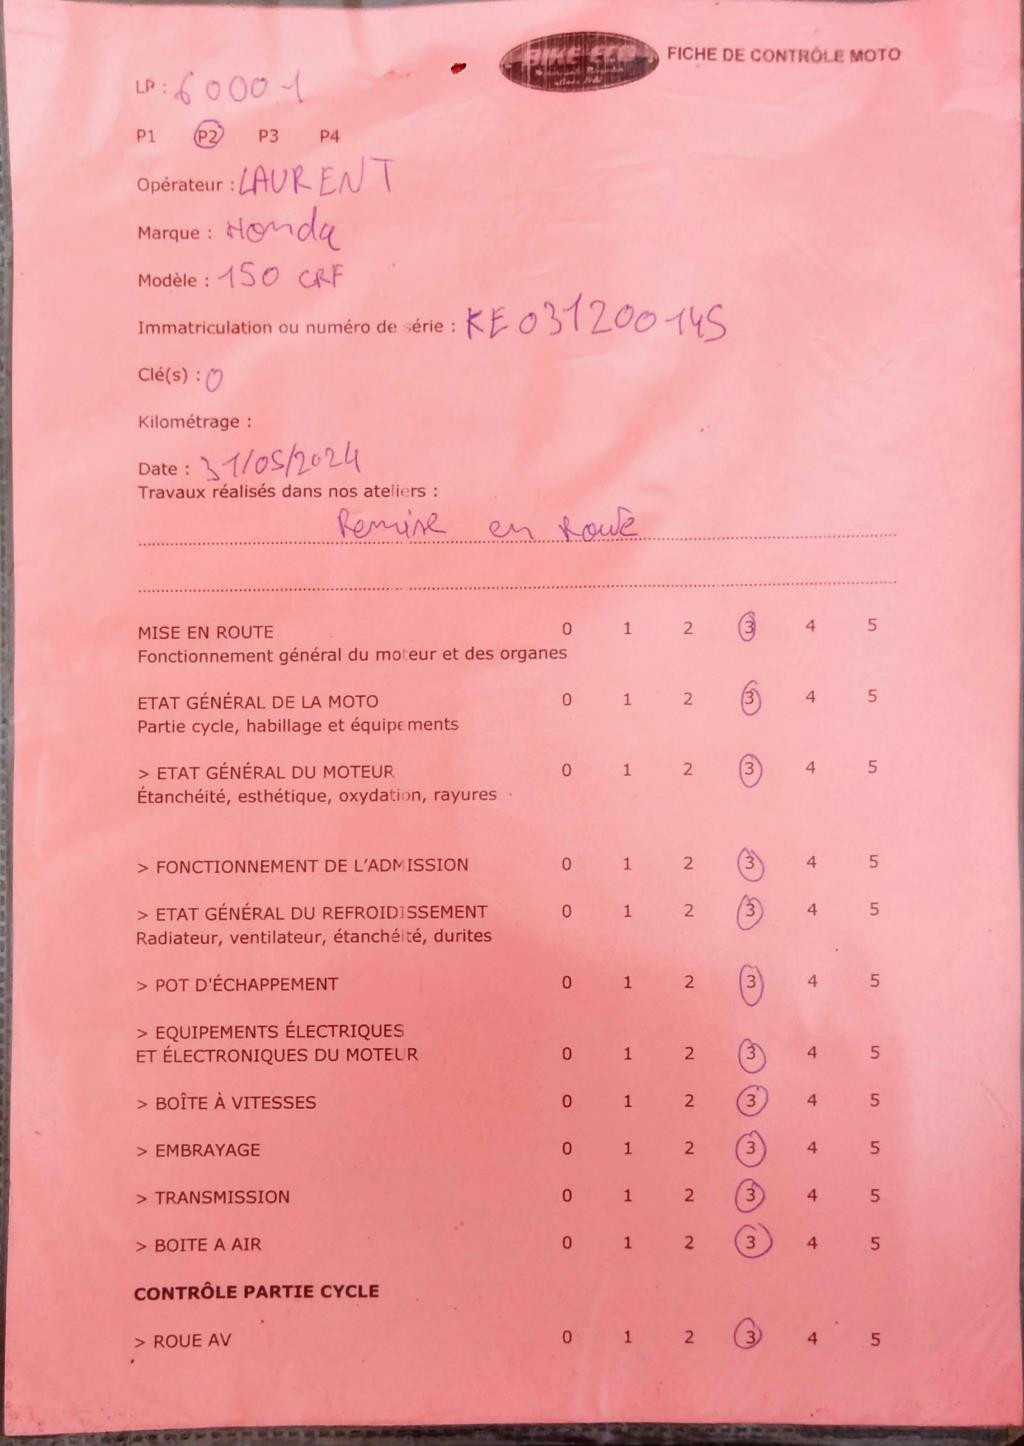 BIKE ECO
FICHE DE CONTRÔLE MOTO
LP : 60001
P1 P2 P3 P4
Opérateur : LAURENT
Marque : Honda
Modèle : 150 CRF
Immatriculation ou numéro de série : KE031200145
Clé(s) : 0
Kilométrage :
Date : 31/05/2024
Travaux réalisés dans nos ateliers :
Remise en Route
MISE EN ROUTE 0 1 2 3 4 5
Fonctionnement général du moteur et des organes
ETAT GÉNÉRAL DE LA MOTO 0 1 2 3 4 5
Partie cycle, habillage et équipements
> ETAT GÉNÉRAL DU MOTEUR 0 1 2 3 4 5
Étanchéité, esthétique, oxydation, rayures
> FONCTIONNEMENT DE L'ADMISSION 0 1 2 3 4 5
> ETAT GÉNÉRAL DU REFROIDISSEMENT 0 1 2 3 4 5
Radiateur, ventilateur, étanchéité, durites
> POT D'ÉCHAPPEMENT 0 1 2 3 4 5
> EQUIPEMENTS ÉLECTRIQUES
ET ÉLECTRONIQUES DU MOTEUR 0 1 2 3 4 5
> BOÎTE À VITESSES 0 1 2 3 4 5
> EMBRAYAGE 0 1 2 3 4 5
> TRANSMISSION 0 1 2 3 4 5
> BOITE A AIR 0 1 2 3 4 5
CONTRÔLE PARTIE CYCLE
> ROUE AV 0 1 2 3 4 5